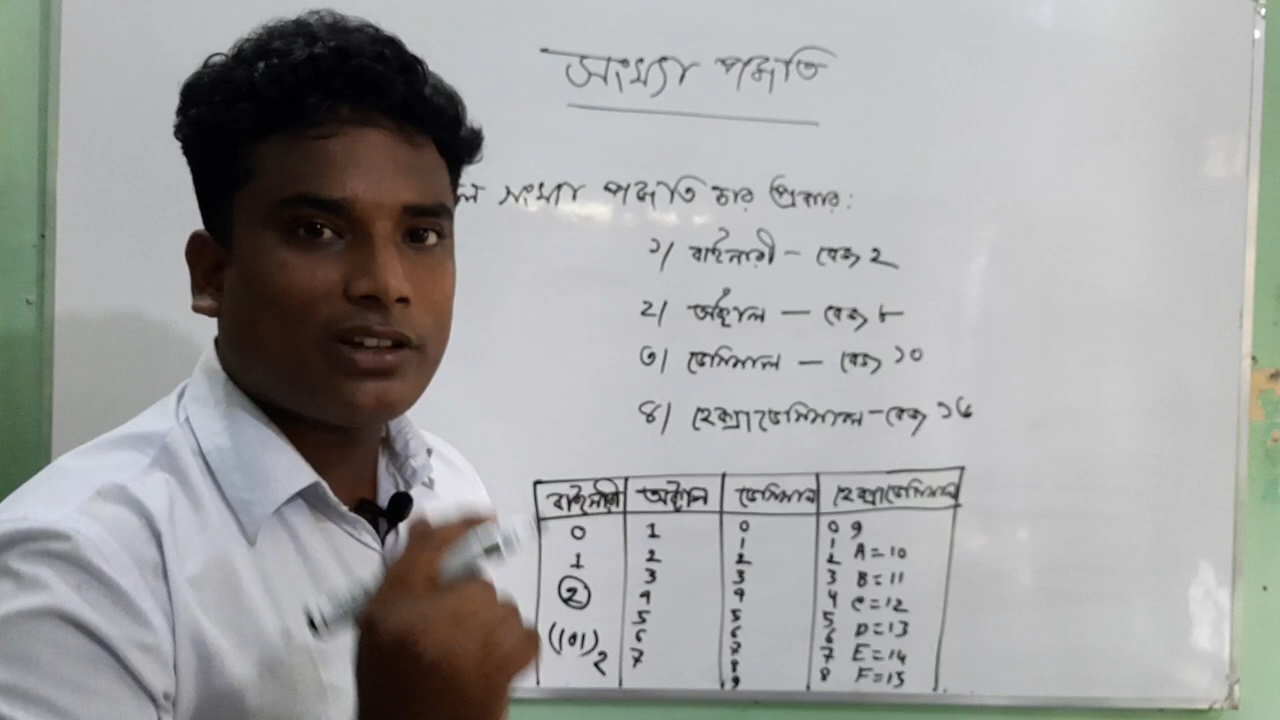 সংখ্যা পদ্ধতি
সংখ্যা পদ্ধতি চার প্রকার:
১/ বাইনারী – বেজ ২
২/ অক্টাল – বেজ ৮
৩/ ডেসিমাল – বেজ ১০
৪/ হেক্সাডেসিমাল – বেজ ১৬
বাইনারী অক্টাল ডেসিমাল হেক্সাডেসিমাল
0 1 0 0 9
1 2 1 1 A=10
2 3 2 2 B=11
(101)2 4 3 3 C=12
5 4 4 D=13
6 5 5 E=14
7 6 6 F=15
7 7
8 8
9